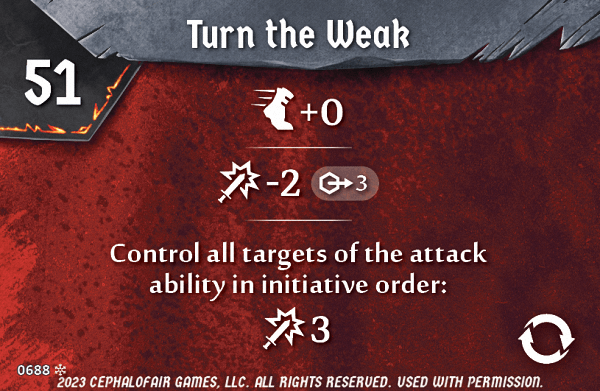 Turn the Weak
51
+0
-2 3
Control all targets of the attack
ability in initiative order:
3
0688
2023 CEPHALOFAIR GAMES, LLC. ALL RIGHTS RESERVED. USED WITH PERMISSION.